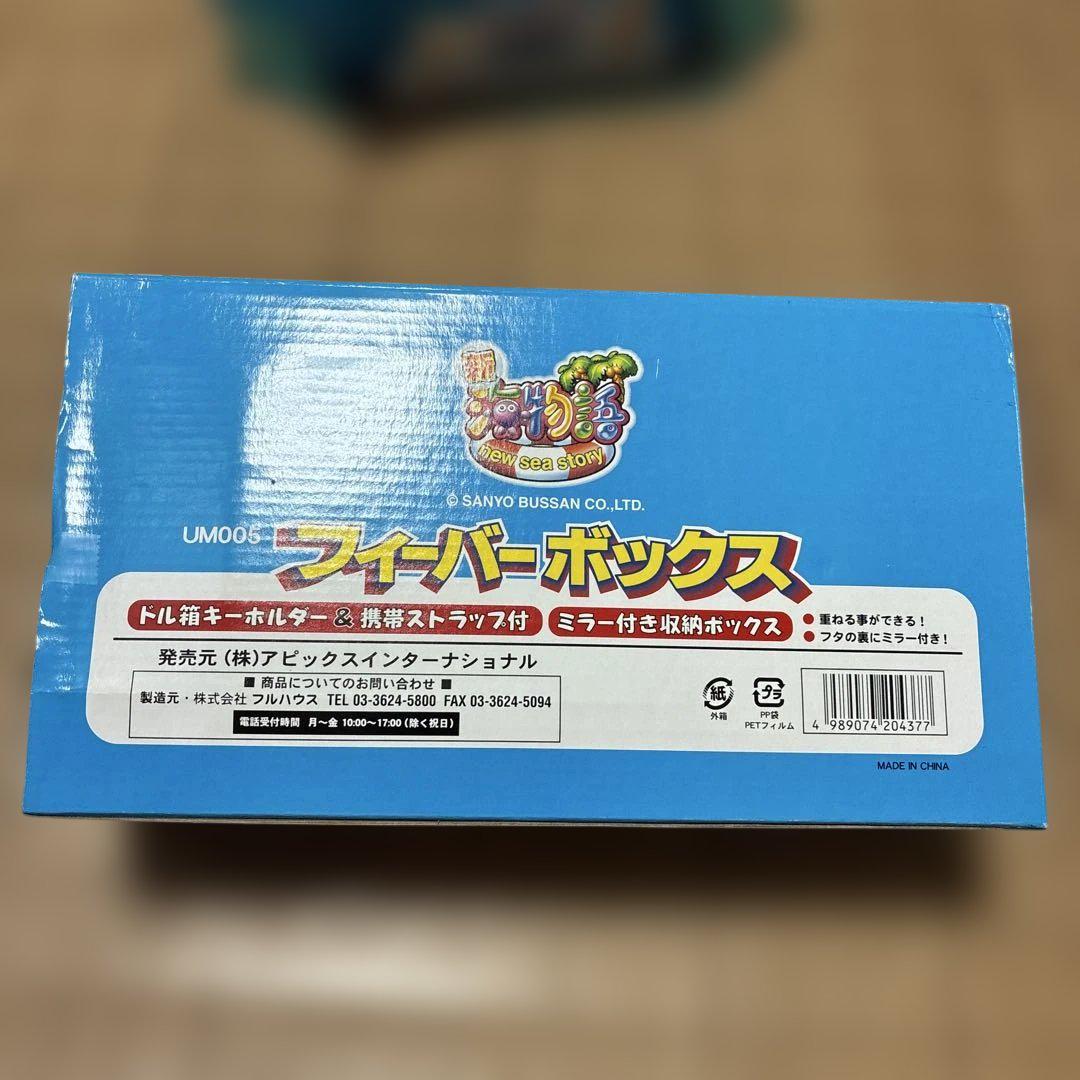 新海物語
new sea story
© SANYO BUSSAN CO.,LTD.
UM005 フィーバーボックス
ドル箱キーホルダー&携帯ストラップ付 ミラー付き収納ボックス
● 重ねる事ができる!
● フタの裏にミラー付き!
発売元(株)アピックスインターナショナル
■ 商品についてのお問い合わせ ■
製造元・株式会社 フルハウス TEL 03-3624-5800 FAX 03-3624-5094
電話受付時間 月〜金 10:00〜17:00(除く祝日)
紙
外箱
プラ
PP袋
PETフィルム
4 989074 204377
MADE IN CHINA